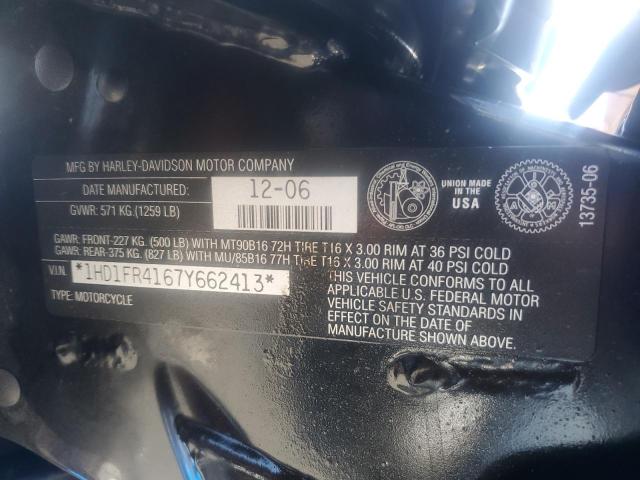 MFG BY HARLEY-DAVIDSON MOTOR COMPANY
DATE MANUFACTURED: 12-06
GVWR: 571 KG.(1259 LB)
UNION MADE IN
USA
13735-06
GAWR: FRONT-227 KG. (500 LB) WITH MT90B16 72H TIRE T16 X 3.00 RIM AT 36 PSI COLD
GAWR: REAR-375 KG. (827 LB) WITH MU/85B16 77H TIRE T16 X 3.00 RIM AT 40 PSI COLD
V.I.N. *1HD1FR4167Y662413*
TYPE: MOTORCYCLE
THIS VEHICLE CONFORMS TO ALL
APPLICABLE U.S. FEDERAL MOTOR
VEHICLE SAFETY STANDARDS IN
EFFECT ON THE DATE OF
MANUFACTURE SHOWN ABOVE.